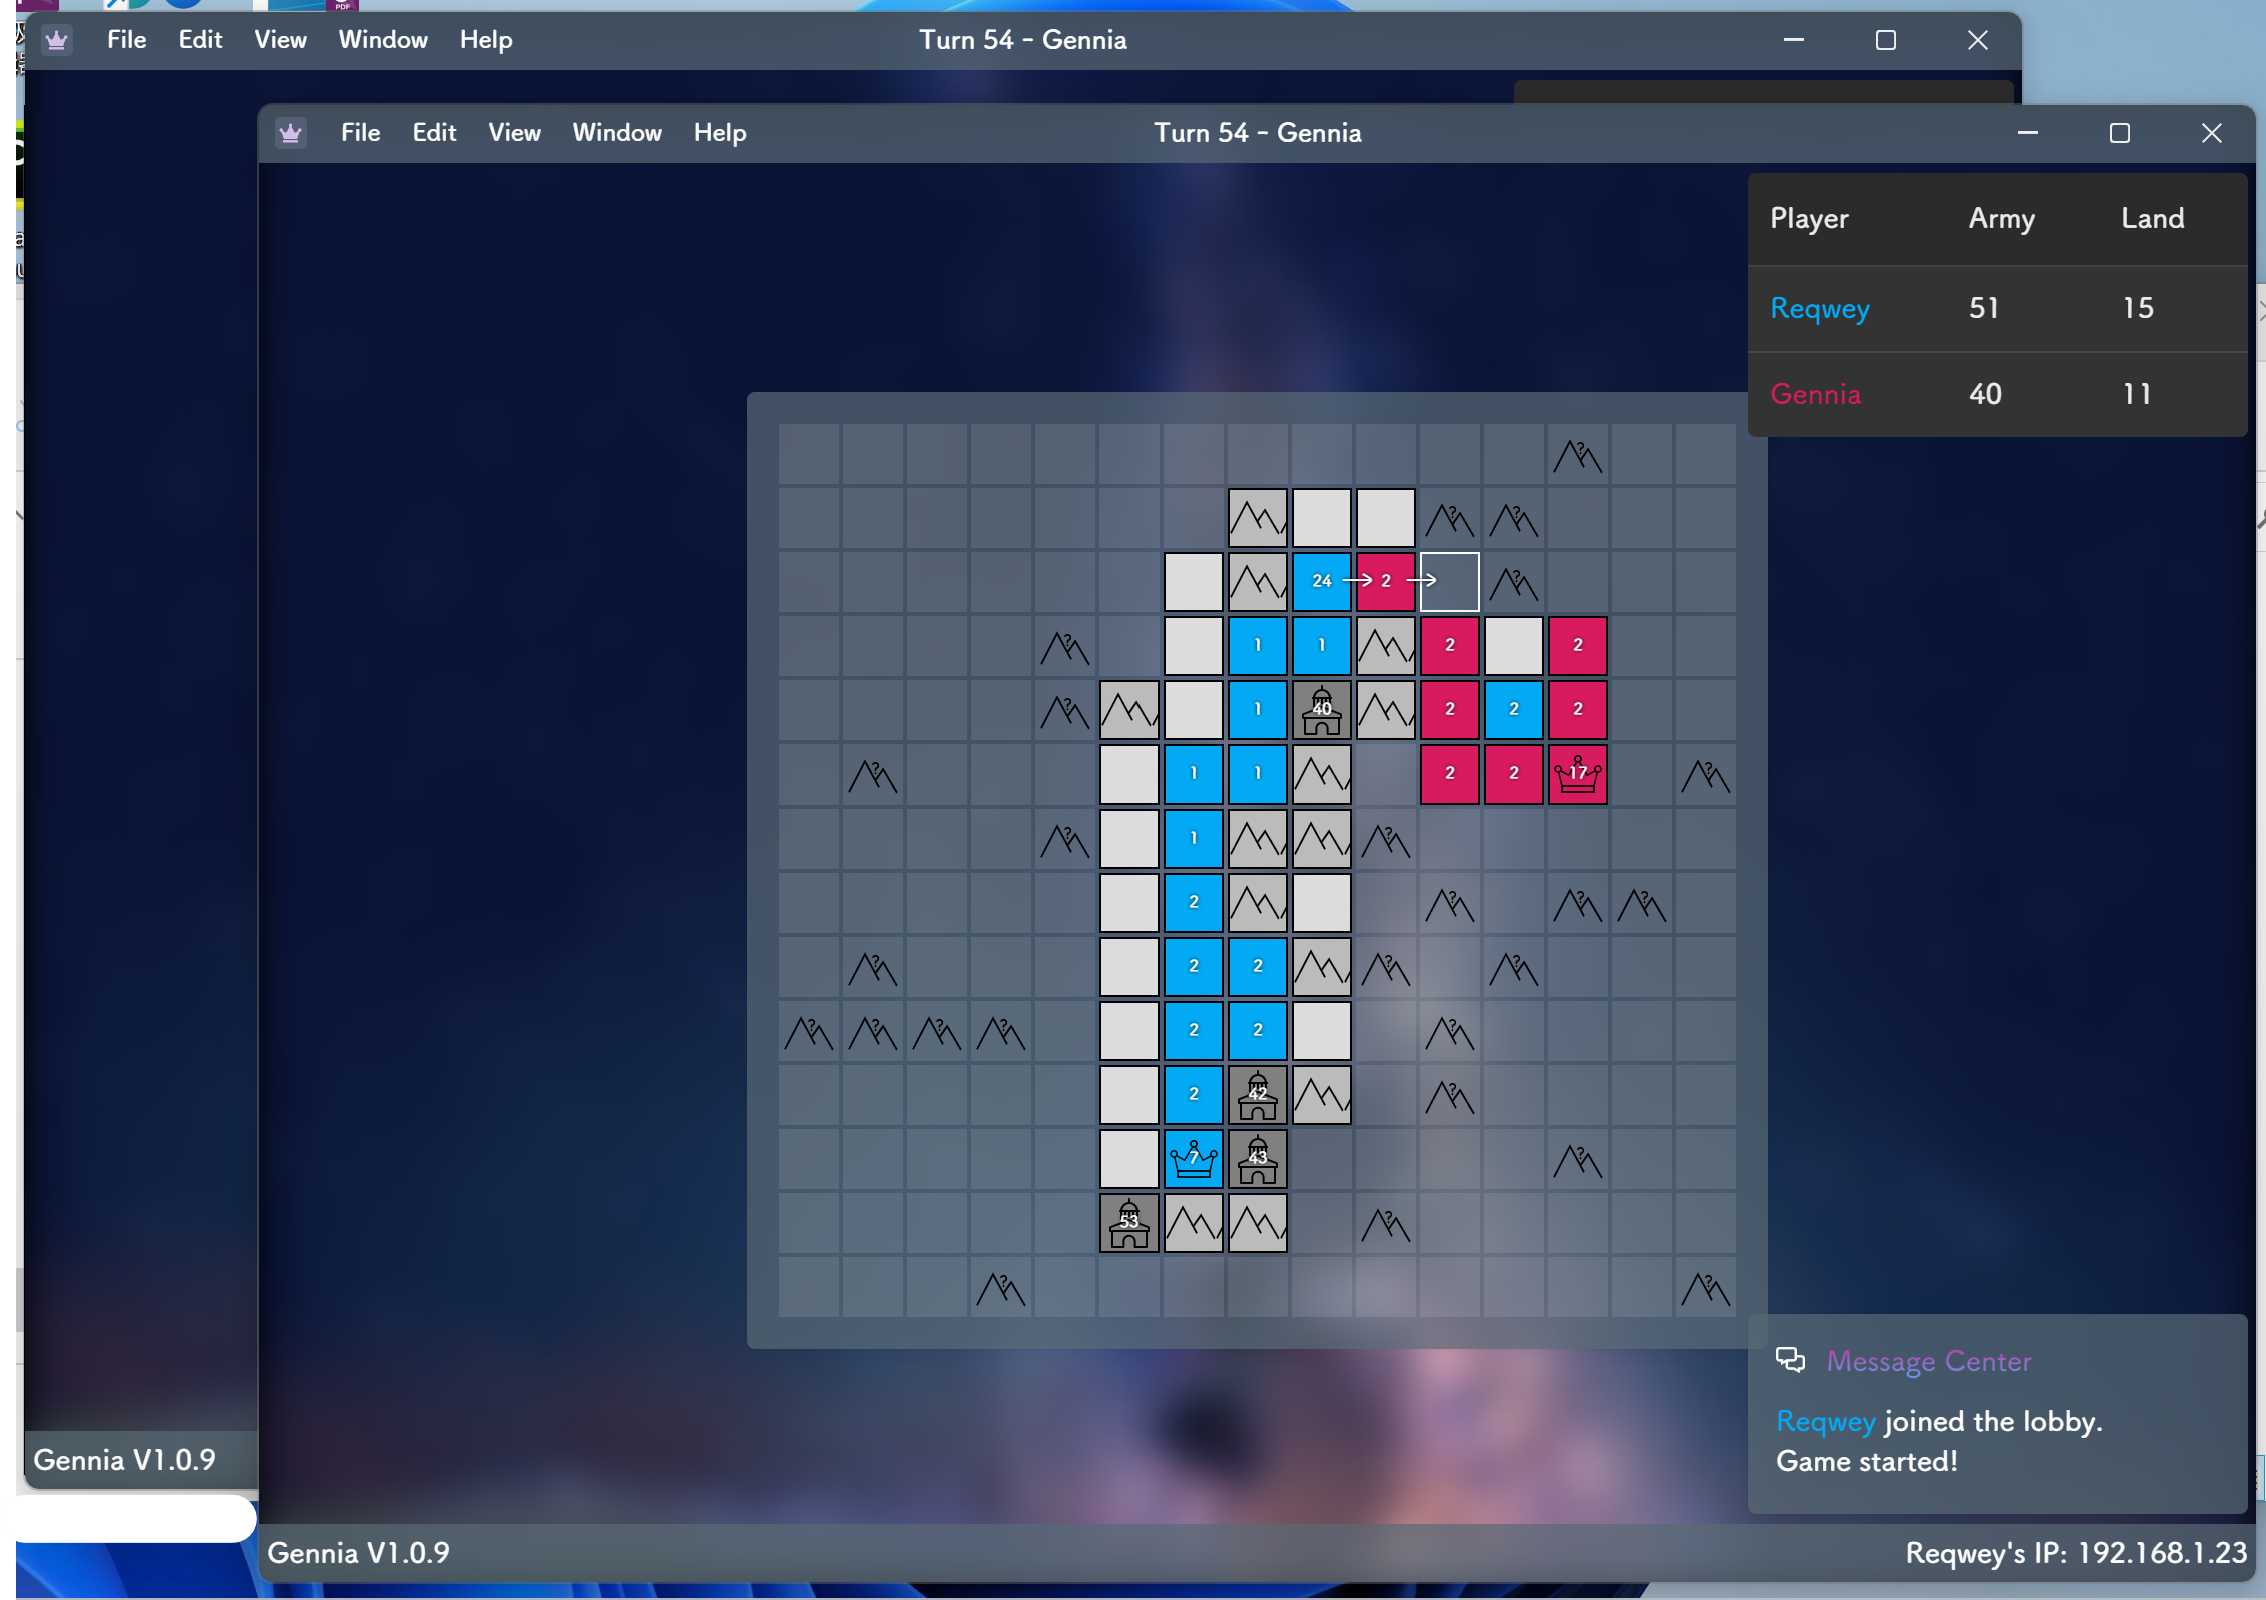 File Edit View Window Help Turn 54 - Gennia
File Edit View Window Help Turn 54 - Gennia
Player Army Land
Reqwey 51 15
Gennia 40 11
24 2
1 1 2 2
1 40 2 2 2
1 1 2 2 17
1
2
2 2
2 2
2 42
7 43
53
Message Center
Reqwey joined the lobby.
Game started!
Gennia V1.0.9
Gennia V1.0.9 Reqwey's IP: 192.168.1.23